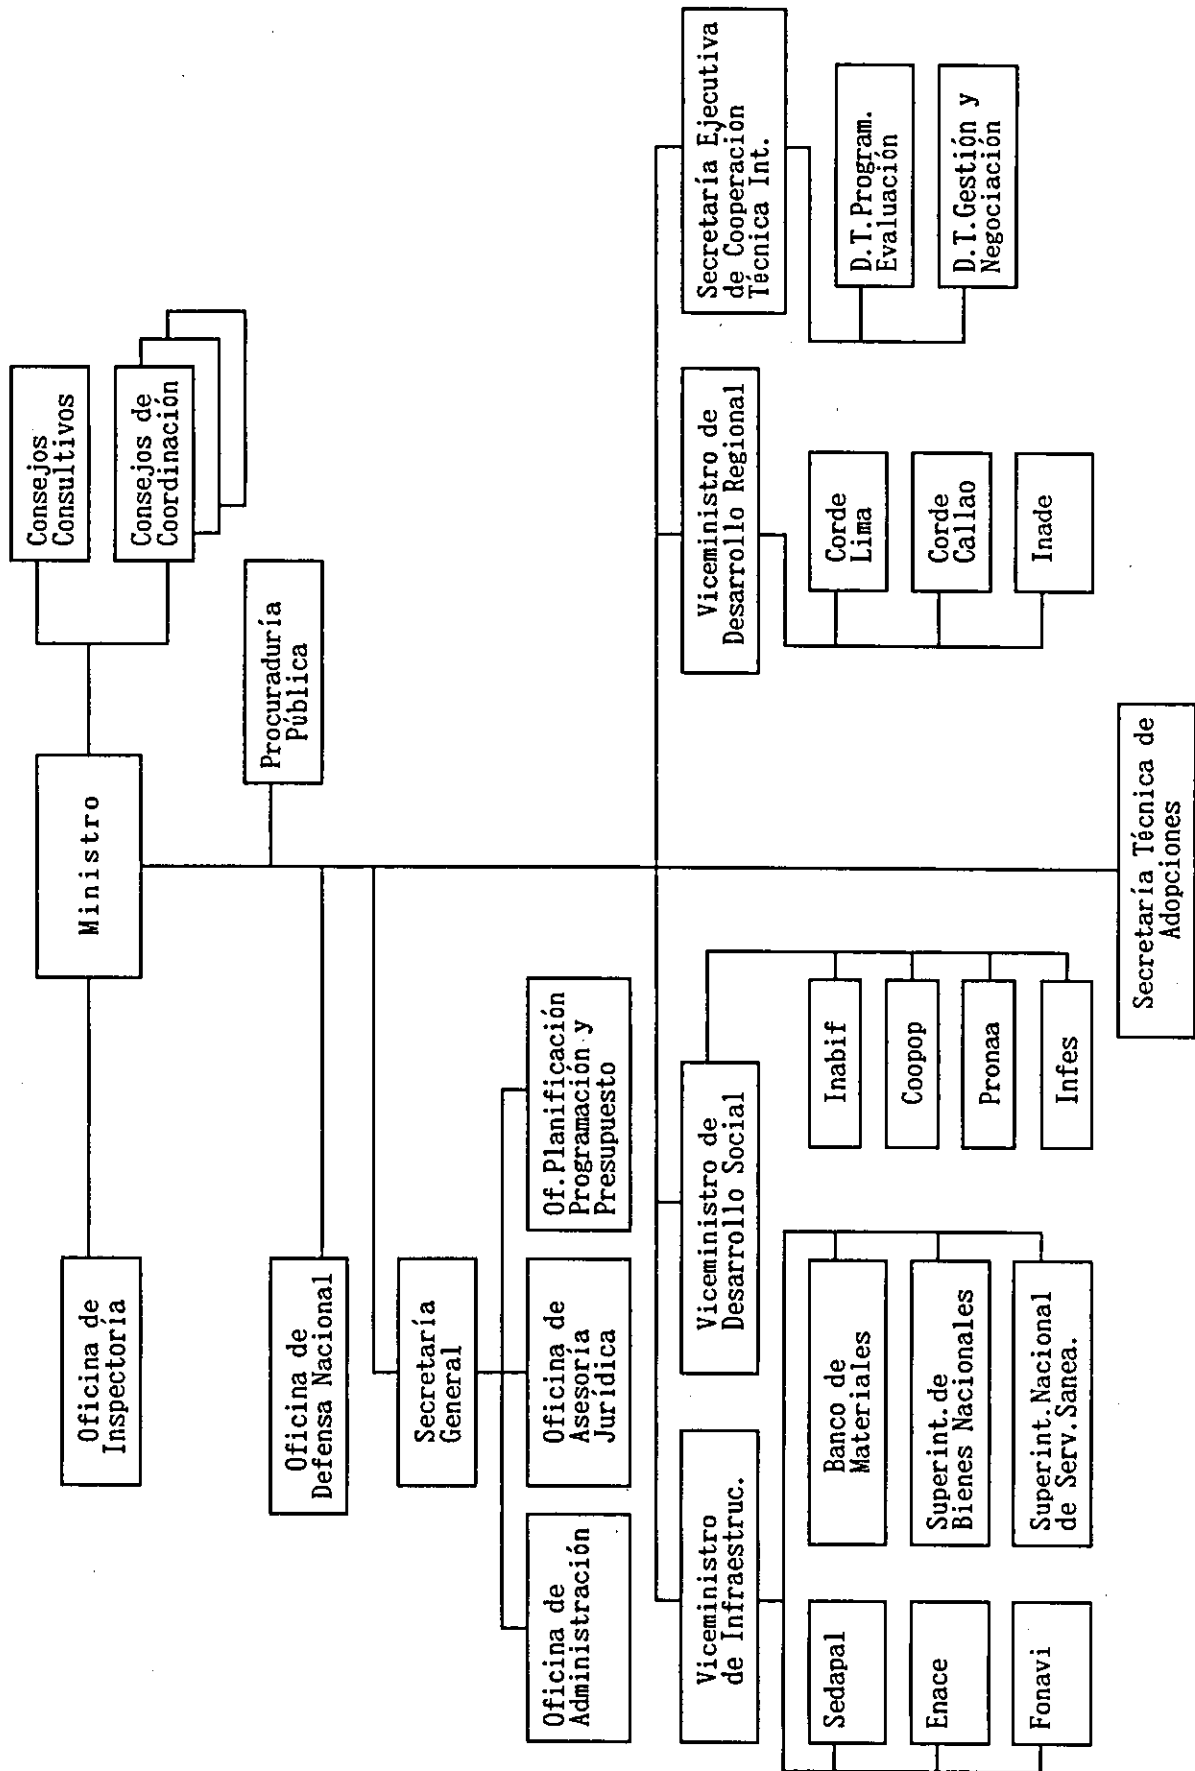 Ministro
Consejos
Consultivos
Consejos de
Coordinación
Oficina de
Inspectoría
Procuraduría
Pública
Oficina de
Defensa Nacional
Secretaría
General
Oficina de
Administración
Oficina de
Asesoría
Jurídica
Of.Planificación
Programación y
Presupuesto
Viceministro
de Infraestruc.
Viceministro de
Desarrollo Social
Viceministro de
Desarrollo Regional
Secretaría Ejecutiva
de Cooperación
Técnica Int.
Sedapal
Enace
Fonavi
Banco de
Materiales
Superint.de
Bienes Nacionales
Superint.Nacional
de Serv.Sanea.
Inabif
Coopop
Pronaa
Infes
Corde
Lima
Corde
Callao
Inade
D.T.Program.
Evaluación
D.T.Gestión y
Negociación
Secretaría Técnica de
Adopciones